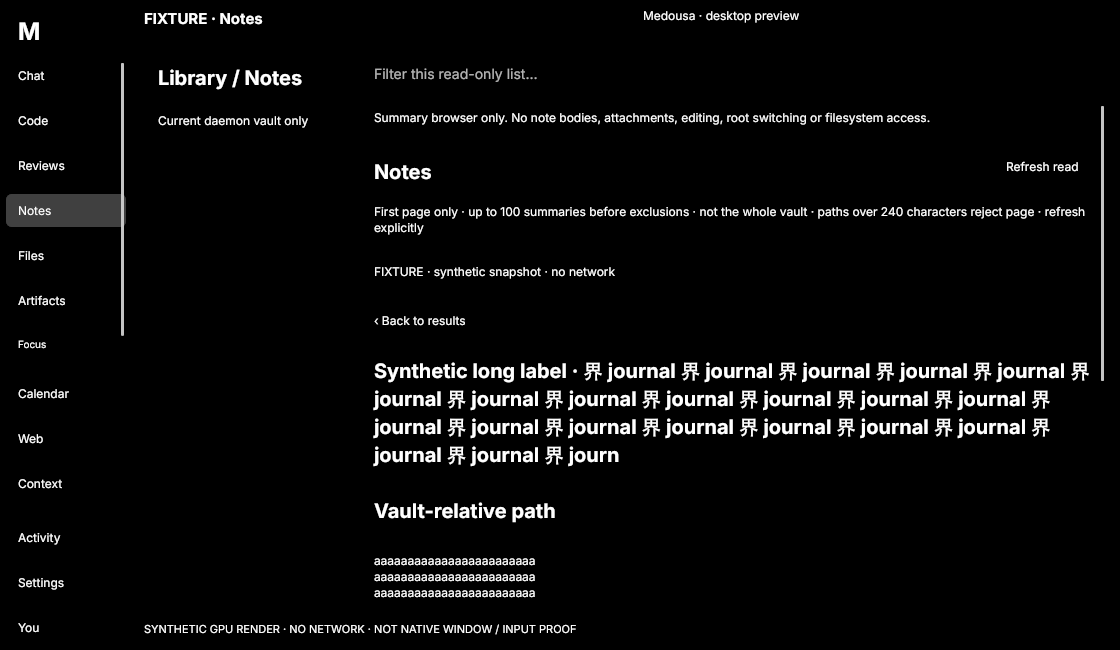 M
Chat
Code
Reviews
Notes
Files
Artifacts
Focus
Calendar
Web
Context
Activity
Settings
You
FIXTURE · Notes
Medousa · desktop preview
Library / Notes
Current daemon vault only
Filter this read-only list...
Summary browser only. No note bodies, attachments, editing, root switching or filesystem access.
Notes
Refresh read
First page only · up to 100 summaries before exclusions · not the whole vault · paths over 240 characters reject page · refresh
explicitly
FIXTURE · synthetic snapshot · no network
‹ Back to results
Synthetic long label · 界 journal 界 journal 界 journal 界 journal 界 journal 界
journal 界 journal 界 journal 界 journal 界 journal 界 journal 界 journal 界
journal 界 journal 界 journal 界 journal 界 journal 界 journal 界 journal 界
journal 界 journal 界 journ
Vault-relative path
aaaaaaaaaaaaaaaaaaaaaaaa
aaaaaaaaaaaaaaaaaaaaaaaa
aaaaaaaaaaaaaaaaaaaaaaaa
SYNTHETIC GPU RENDER · NO NETWORK · NOT NATIVE WINDOW / INPUT PROOF